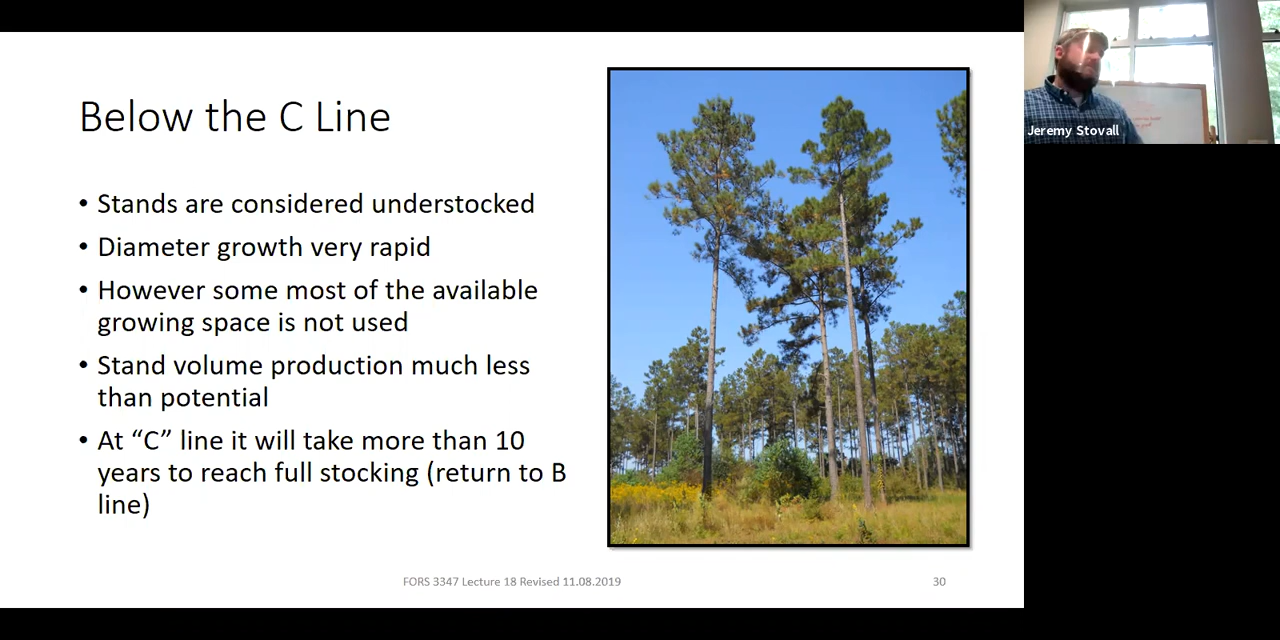 Below the C Line
• Stands are considered understocked
• Diameter growth very rapid
• However some most of the available
growing space is not used
• Stand volume production much less
than potential
• At “C” line it will take more than 10
years to reach full stocking (return to B
line)
FORS 3347 Lecture 18 Revised 11.08.2019
30
Jeremy Stovall